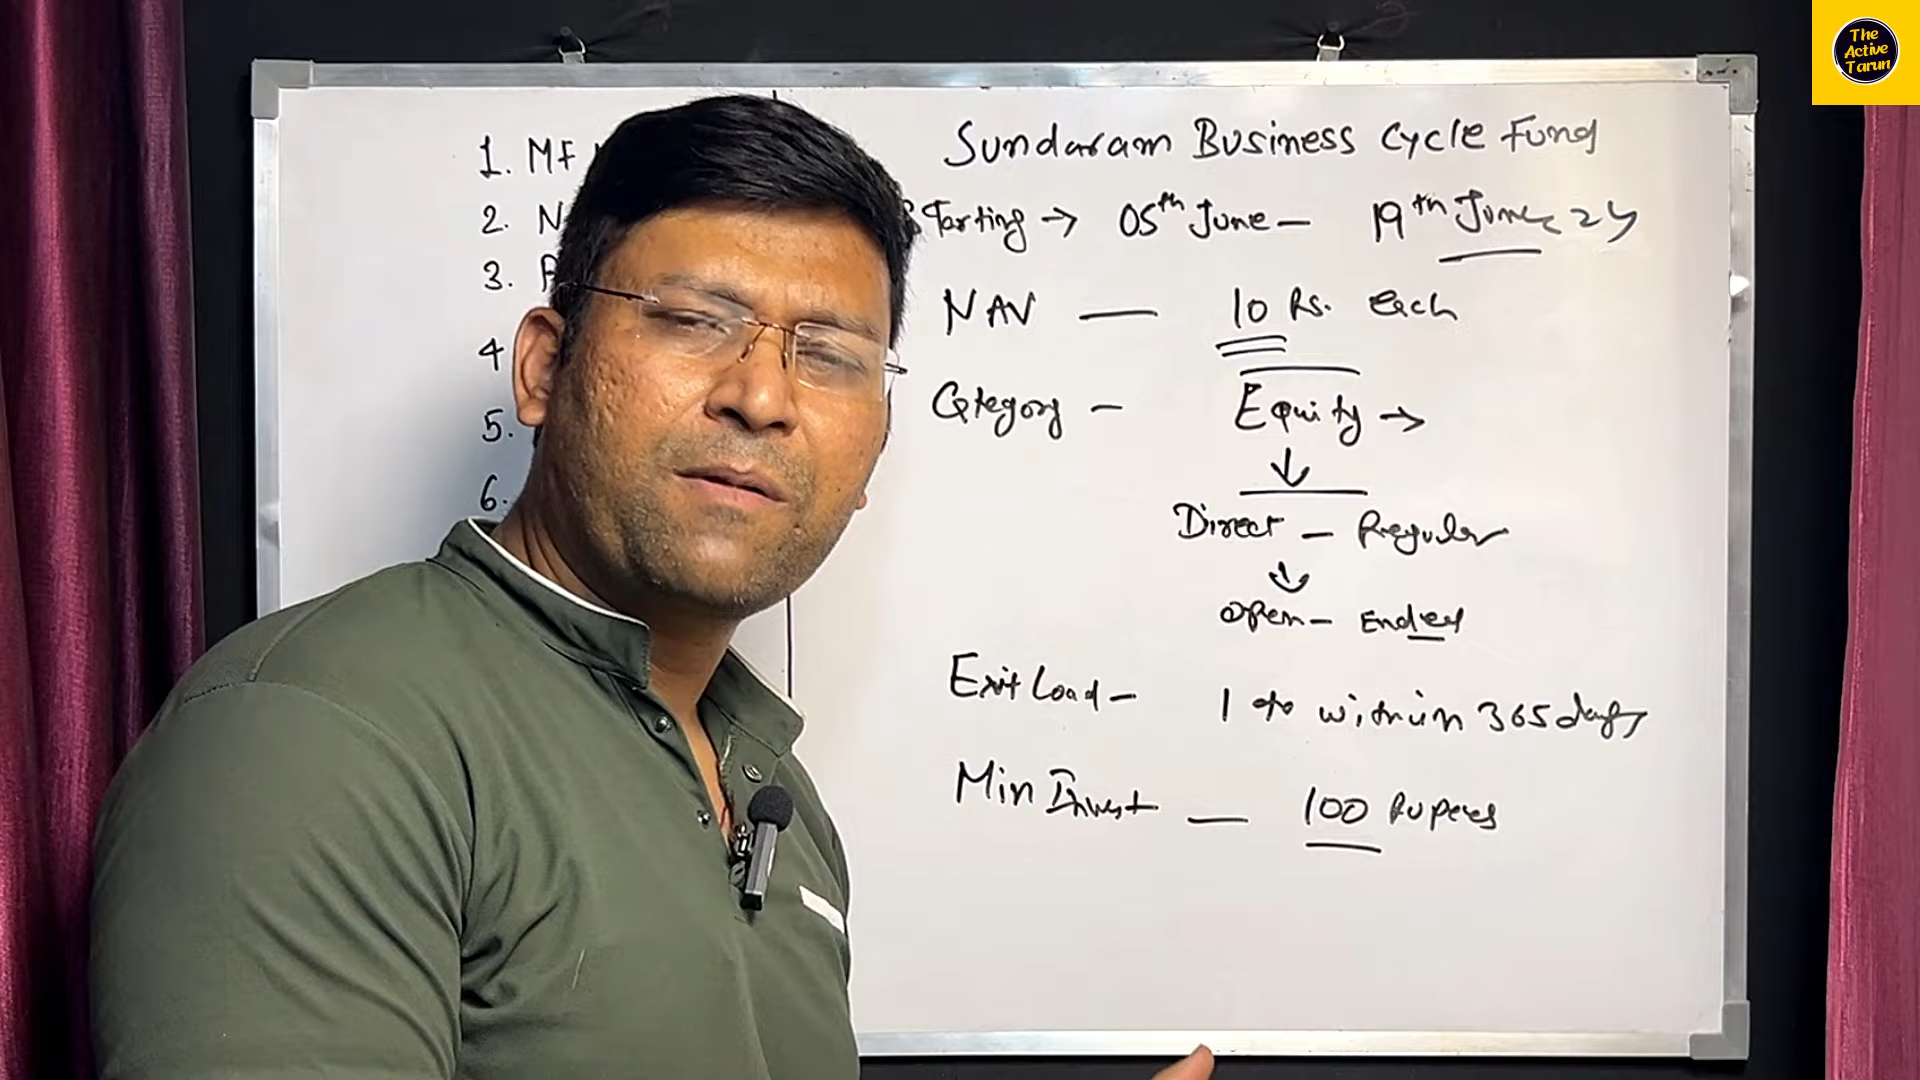 The
Active
Tarun
1. MF
2. N
3.
4
5.
6.
Sundaram Business Cycle Fund
Starting → 05th June - 19th June 24
NAV — 10 Rs. each
Category - Equity →
Direct - Regular
Open - Ended
Exit Load - 1 % within 365 days
Min Invest — 100 Rupees